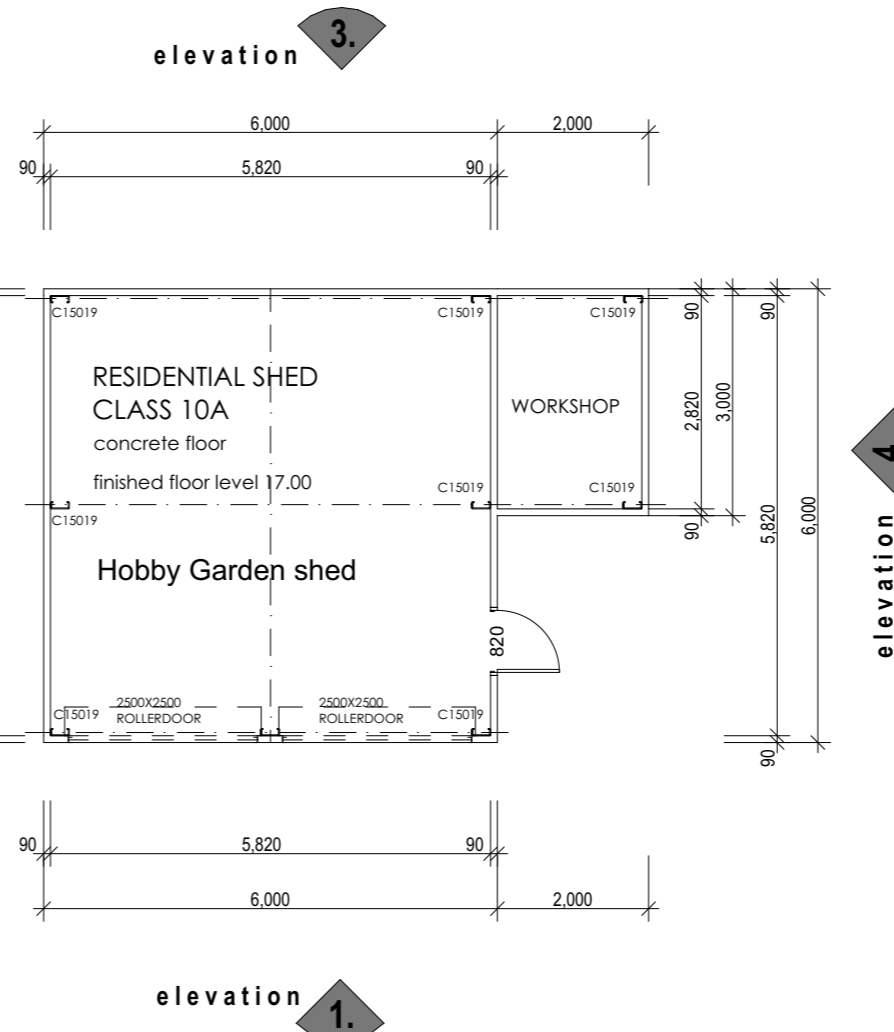 elevation 3.
6,000 2,000
90 5,820 90
C15019 C15019 C15019
90 90
RESIDENTIAL SHED
CLASS 10A
concrete floor
finished floor level 17.00
WORKSHOP
2,820 3,000
C15019 C15019
C15019
90 5,820 6,000
elevation 4
Hobby Garden shed
820
2500X2500 2500X2500
C15019 ROLLERDOOR ROLLERDOOR C15019
90
90 5,820 90
6,000 2,000
elevation 1.